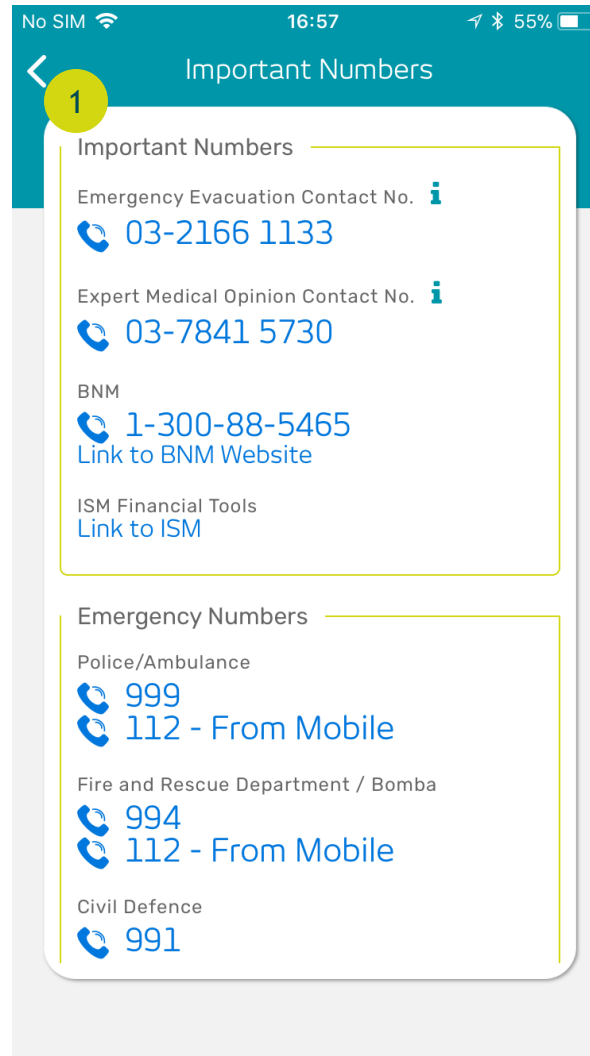 No SIM 16:57 55%
Important Numbers
1
Important Numbers
Emergency Evacuation Contact No. i
03-2166 1133
Expert Medical Opinion Contact No. i
03-7841 5730
BNM
1-300-88-5465
Link to BNM Website
ISM Financial Tools
Link to ISM
Emergency Numbers
Police/Ambulance
999
112 - From Mobile
Fire and Rescue Department / Bomba
994
112 - From Mobile
Civil Defence
991